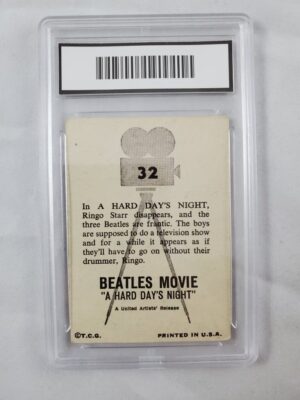 32
In A HARD DAY'S NIGHT,
Ringo Starr disappears, and the
three Beatles are frantic. The boys
are supposed to do a television show
and for a while it appears as if
they'll have to go on without their
drummer, Ringo.
BEATLES MOVIE
"A HARD DAY'S NIGHT"
A United Artists' Release
©T.C.G. PRINTED IN U.S.A.